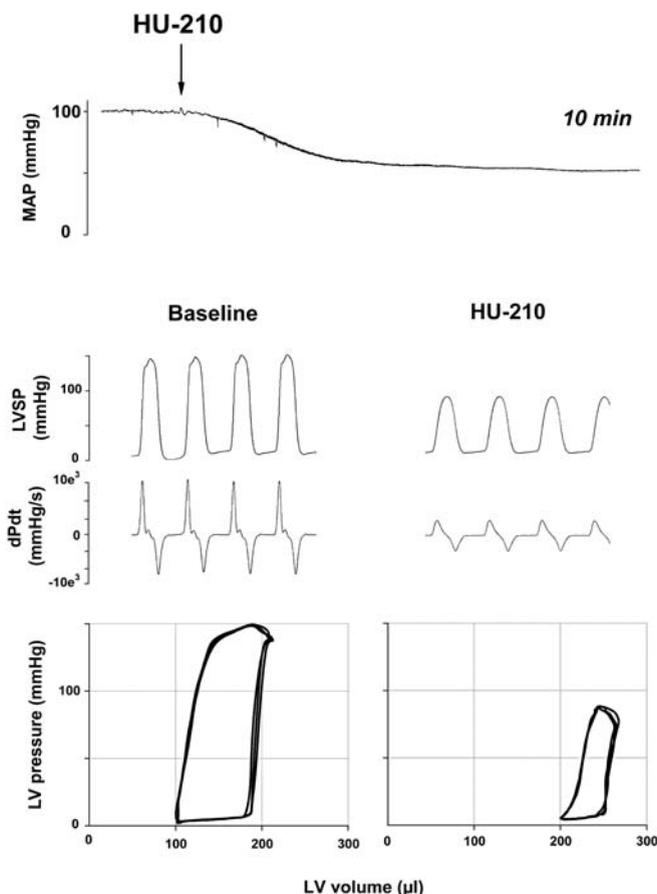 HU-210
100
10 min
MAP (mmHg)
0
Baseline
HU-210
LVSP
(mmHg)
100
0
dPdt
(mmHg/s)
10e³
0
-10e³
LV pressure (mmHg)
100
0
0
100
200
300
0
100
200
300
LV volume (µl)